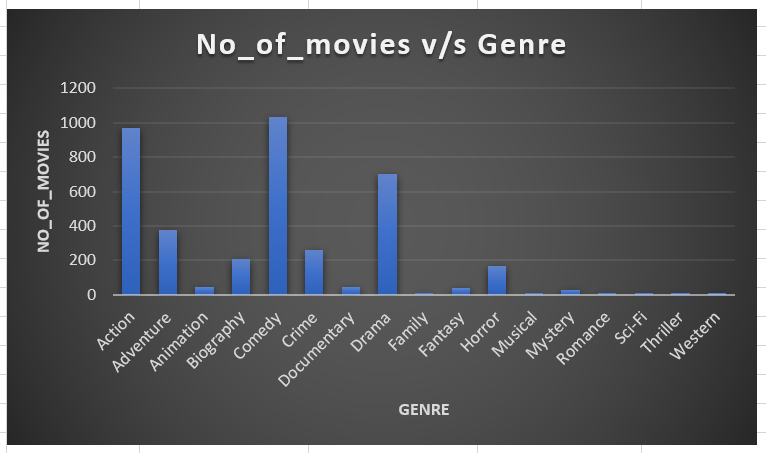 No_of_movies v/s Genre
NO_OF_MOVIES
1200
1000
800
600
400
200
0
Action
Adventure
Animation
Biography
Comedy
Crime
Documentary
Drama
Family
Fantasy
Horror
Musical
Mystery
Romance
Sci-Fi
Thriller
Western
GENRE